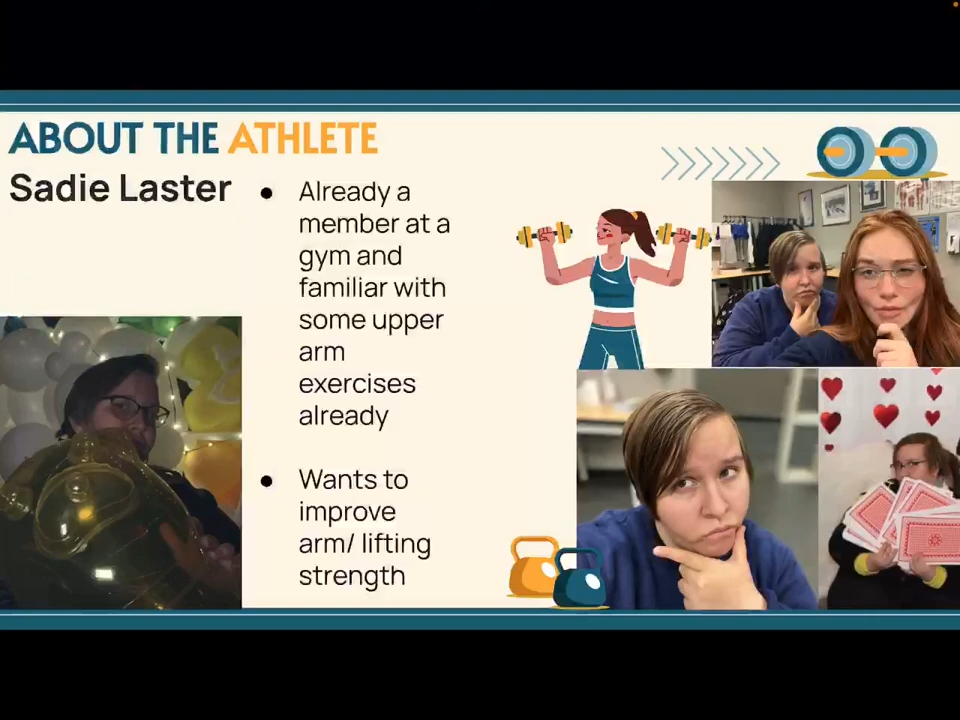 ABOUT THE ATHLETE
Sadie Laster
● Already a
member at a
gym and
familiar with
some upper
arm
exercises
already
● Wants to
improve
arm/ lifting
strength